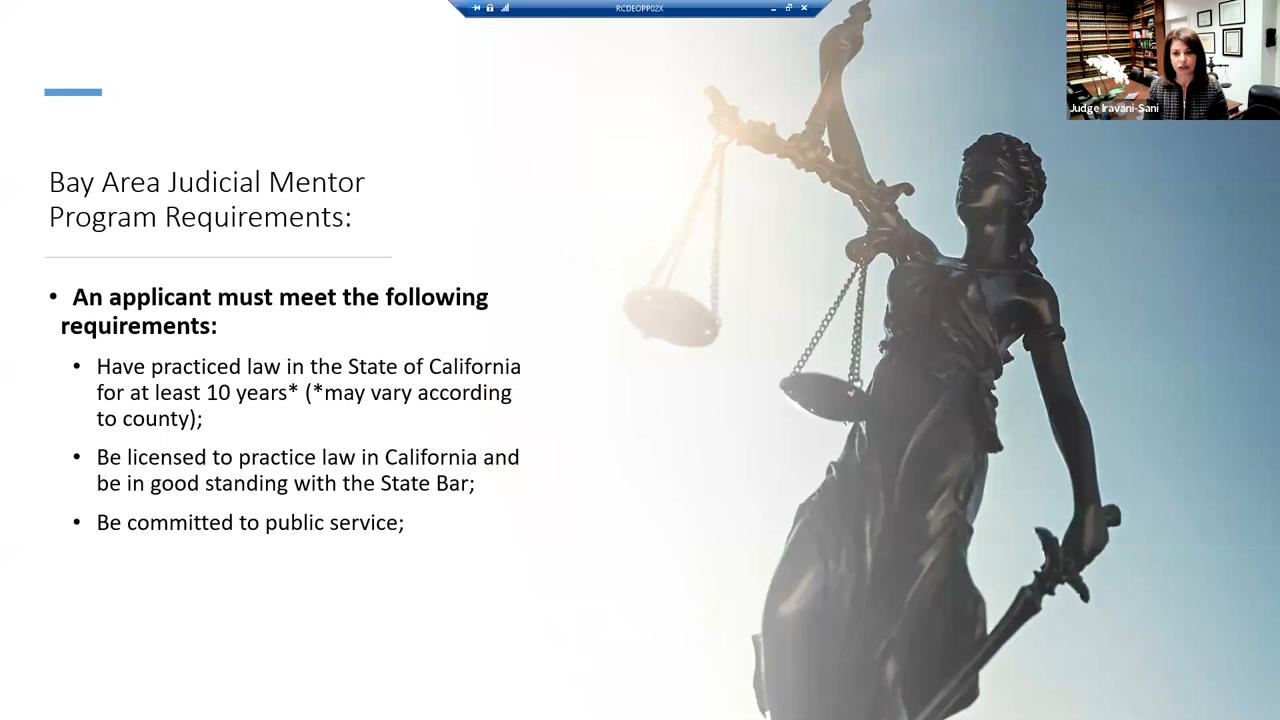 RCDEOPP02X
Judge Iravani-Sani
Bay Area Judicial Mentor
Program Requirements:
• An applicant must meet the following
requirements:
• Have practiced law in the State of California
for at least 10 years* (*may vary according
to county);
• Be licensed to practice law in California and
be in good standing with the State Bar;
• Be committed to public service;